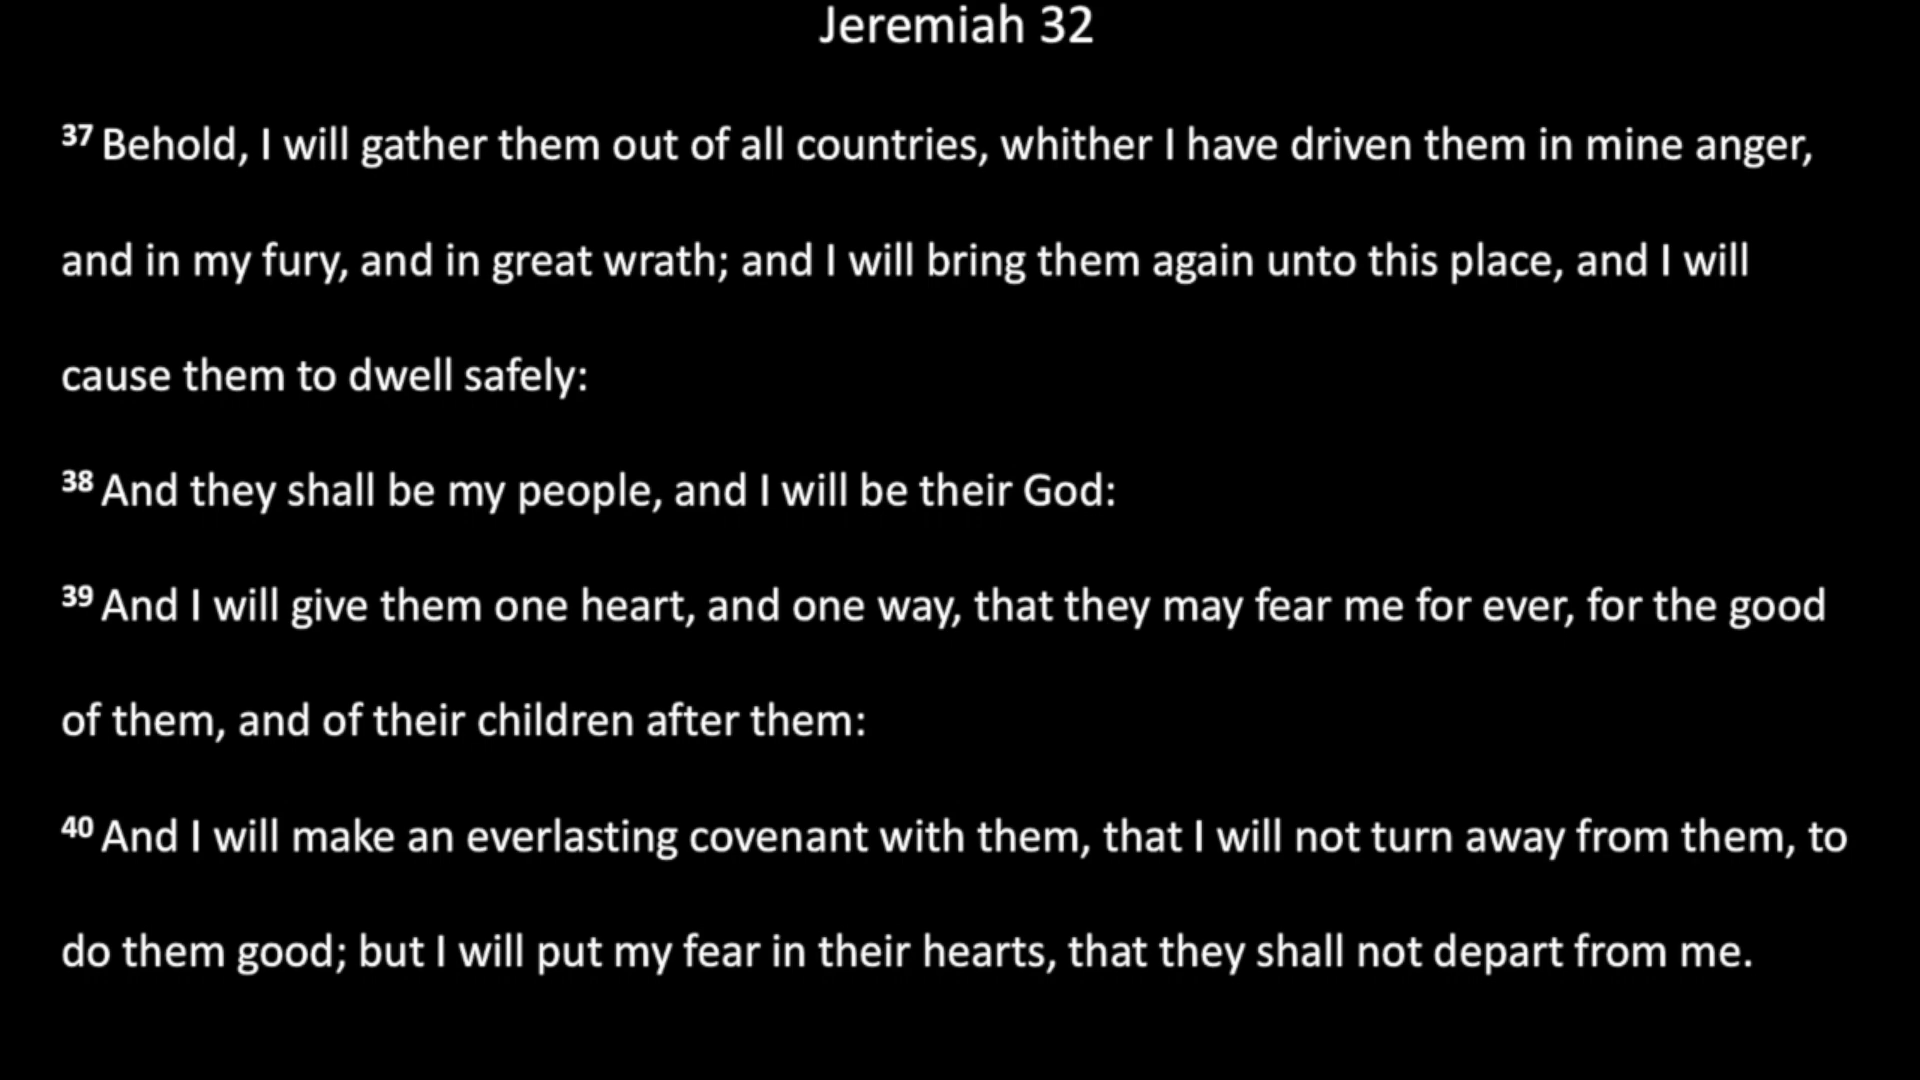 Jeremiah 32
37 Behold, I will gather them out of all countries, whither I have driven them in mine anger,
and in my fury, and in great wrath; and I will bring them again unto this place, and I will
cause them to dwell safely:
38 And they shall be my people, and I will be their God:
39 And I will give them one heart, and one way, that they may fear me for ever, for the good
of them, and of their children after them:
40 And I will make an everlasting covenant with them, that I will not turn away from them, to
do them good; but I will put my fear in their hearts, that they shall not depart from me.